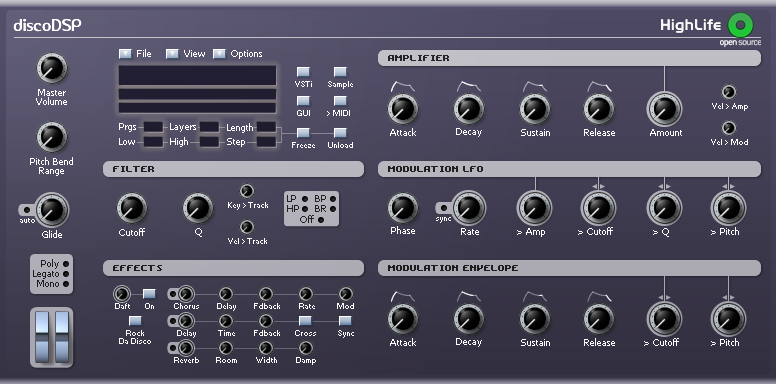 discoDSP
HighLife
open source
File View Options
Master
Volume
VSTi Sample
GUI > MIDI
Prgs Layers Length
Low High Step
Freeze Unload
Pitch Bend
Range
auto
Glide
Poly
Legato
Mono
AMPLIFIER
Attack Decay Sustain Release Amount
Vel > Amp
Vel > Mod
FILTER
Cutoff Q
Key > Track
Vel > Track
LP BP
HP BR
Off
MODULATION LFO
Phase
sync
Rate > Amp > Cutoff > Q > Pitch
EFFECTS
Daft On Chorus Delay Fdback Rate Mod
Rock
Da Disco
Delay Time Fdback Cross Sync
Reverb Room Width Damp
MODULATION ENVELOPE
Attack Decay Sustain Release > Cutoff > Pitch